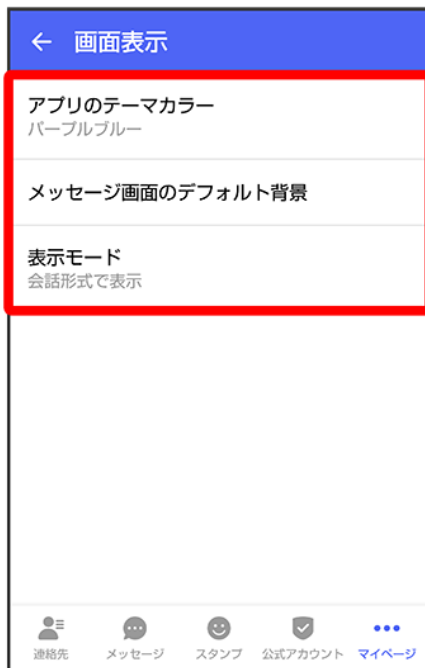 画面表示
アプリのテーマカラー
パープルブルー
メッセージ画面のデフォルト背景
表示モード
会話形式で表示
連絡先 メッセージ スタンプ 公式アカウント マイページ